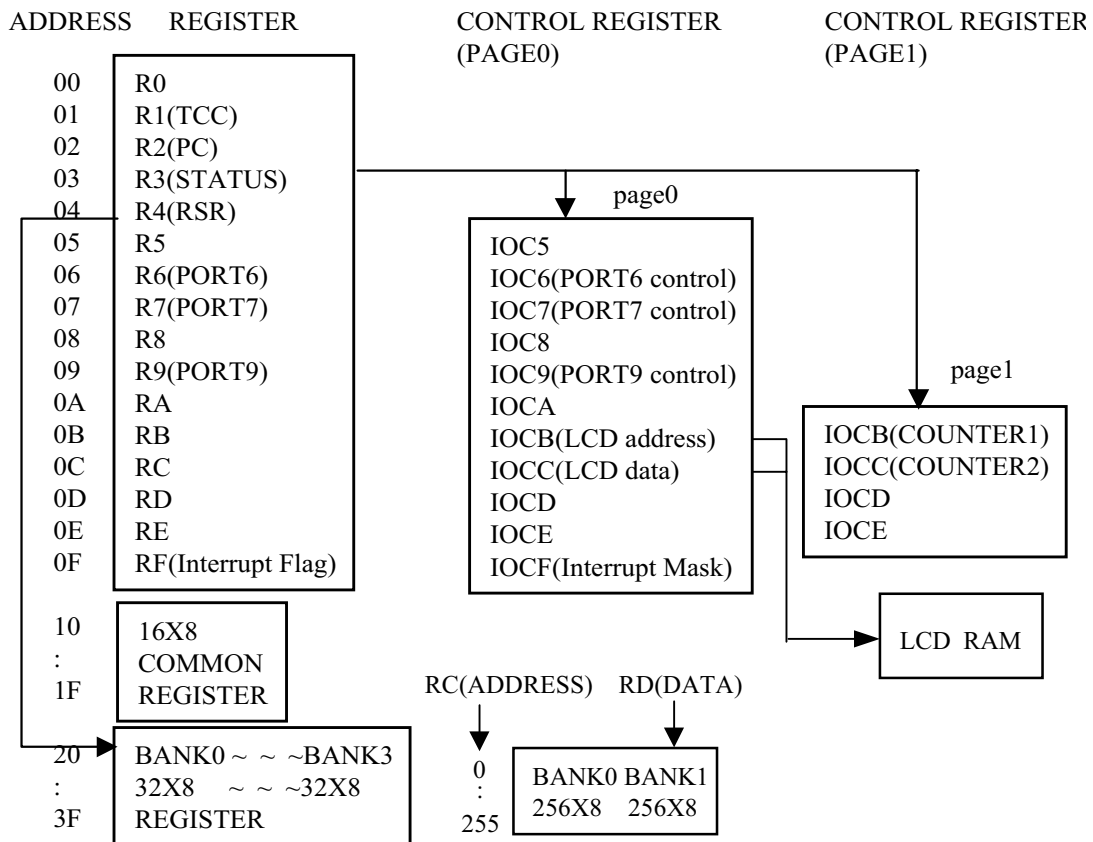 ADDRESS REGISTER CONTROL REGISTER CONTROL REGISTER
(PAGE0) (PAGE1)
00 R0
01 R1(TCC)
02 R2(PC)
03 R3(STATUS)
page0
04 R4(RSR)
05 R5 IOC5
06 R6(PORT6) IOC6(PORT6 control)
07 R7(PORT7) IOC7(PORT7 control)
08 R8 IOC8
09 R9(PORT9) IOC9(PORT9 control) page1
0A RA IOCA
0B RB IOCB(LCD address) IOCB(COUNTER1)
0C RC IOCC(LCD data) IOCC(COUNTER2)
0D RD IOCD IOCD
0E RE IOCE IOCE
0F RF(Interrupt Flag) IOCF(Interrupt Mask)
10 16X8
: COMMON LCD RAM
1F REGISTER RC(ADDRESS) RD(DATA)
20 BANK0 ~ ~ ~BANK3
0 BANK0 BANK1
: 32X8 ~ ~ ~32X8
: 256X8 256X8
3F REGISTER 255